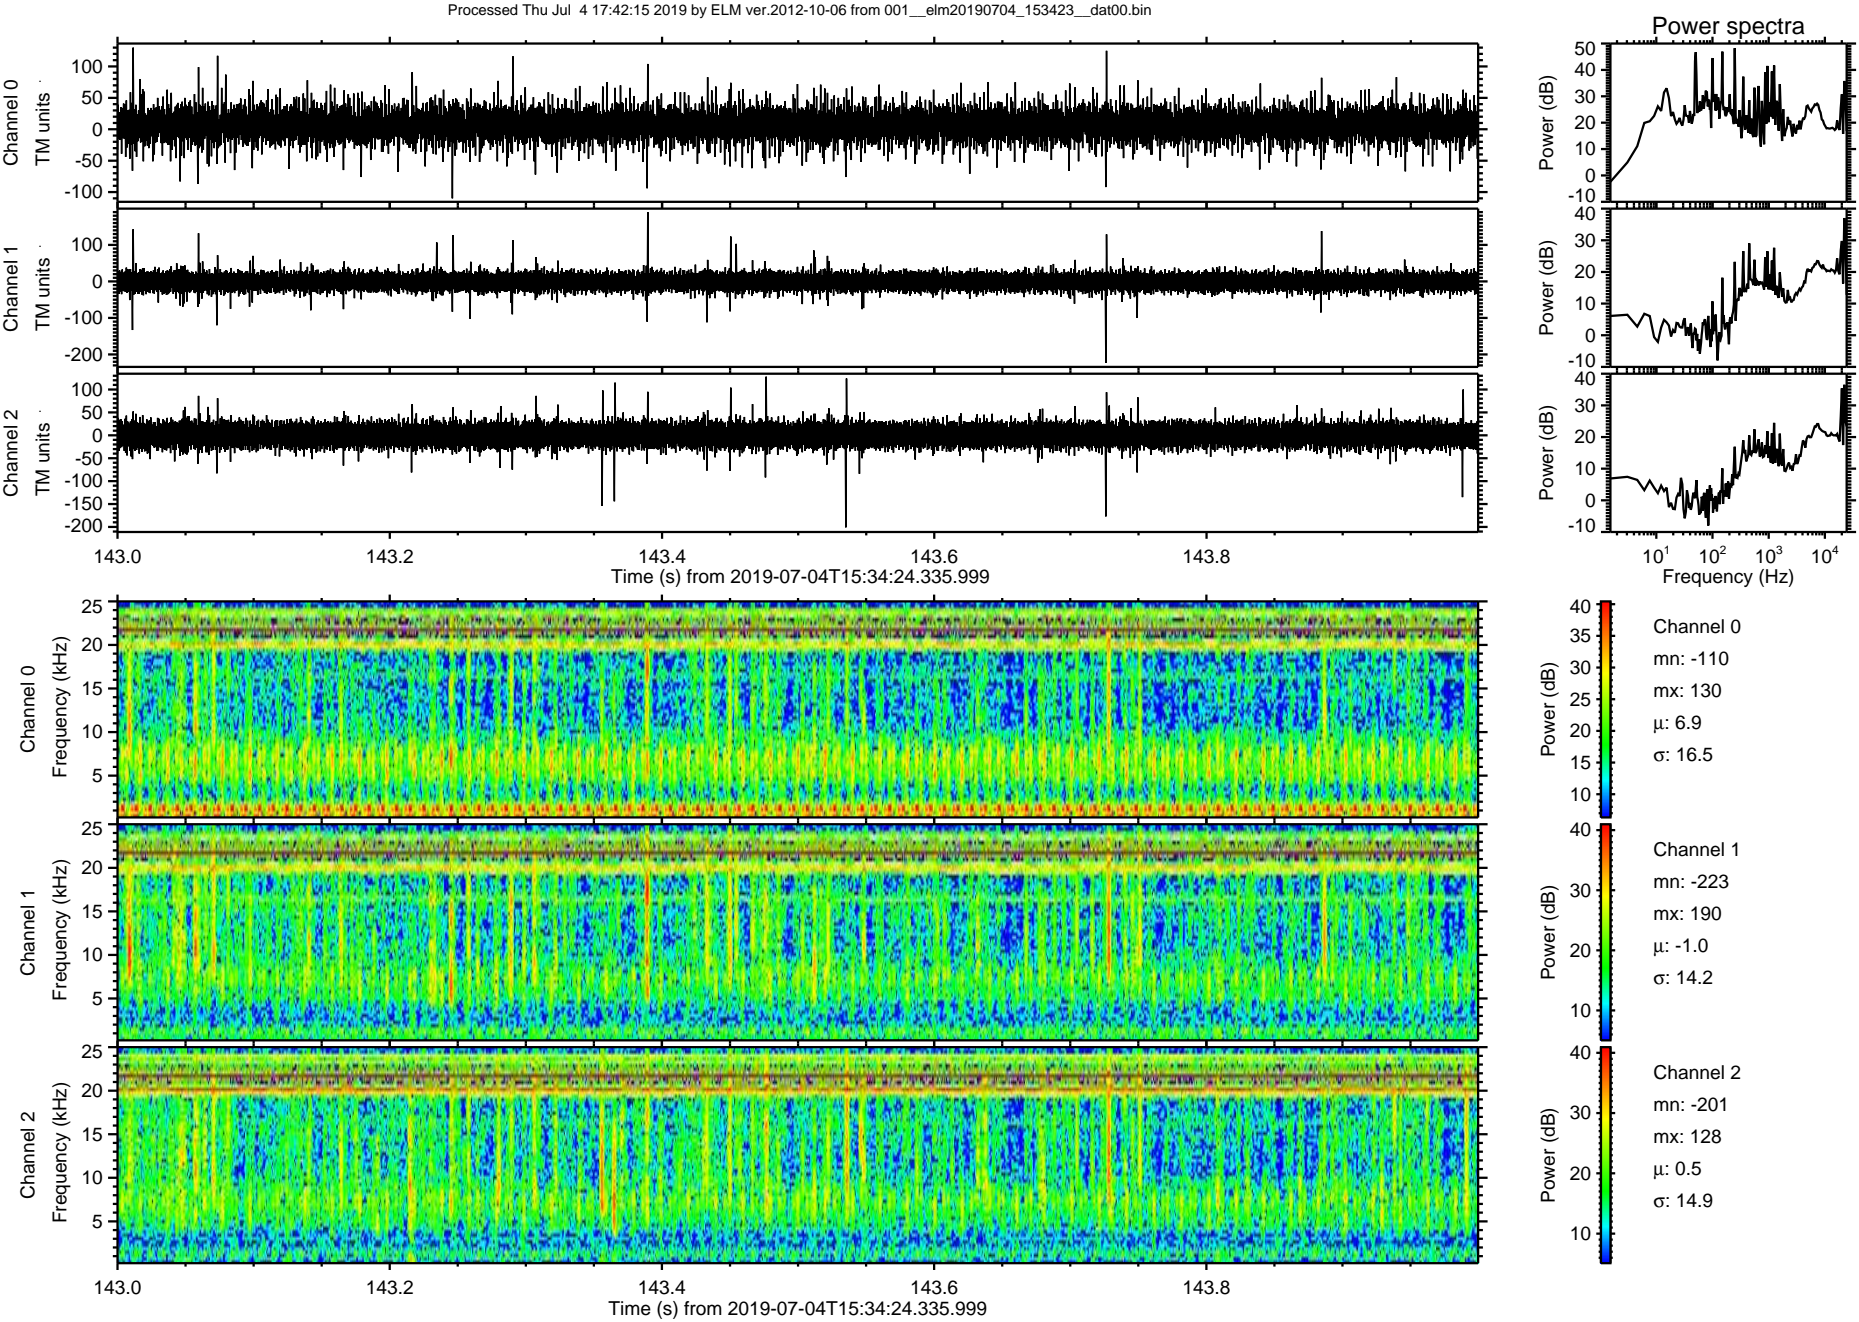 Processed Thu Jul  4 17:42:15 2019 by ELM ver.2012-10-06 from 001__elm20190704_153423__dat00.bin
Power spectra
Channel 0
TM units
100
50
0
-50
-100
Power (dB)
50
40
30
20
10
0
-10
Channel 1
TM units
100
0
-100
-200
Power (dB)
40
30
20
10
0
-10
Channel 2
TM units
100
50
0
-50
-100
-150
-200
Power (dB)
40
30
20
10
0
-10
143.0 143.2 143.4 143.6 143.8
Time (s) from 2019-07-04T15:34:24.335.999
10¹ 10² 10³ 10⁴
Frequency (Hz)
Channel 0
Frequency (kHz)
25
20
15
10
5
Power (dB)
40
35
30
25
20
15
10
Channel 0
mn: -110
mx: 130
μ: 6.9
σ: 16.5
Channel 1
Frequency (kHz)
25
20
15
10
5
Power (dB)
40
30
20
10
Channel 1
mn: -223
mx: 190
μ: -1.0
σ: 14.2
Channel 2
Frequency (kHz)
25
20
15
10
5
Power (dB)
40
30
20
10
Channel 2
mn: -201
mx: 128
μ: 0.5
σ: 14.9
143.0 143.2 143.4 143.6 143.8
Time (s) from 2019-07-04T15:34:24.335.999